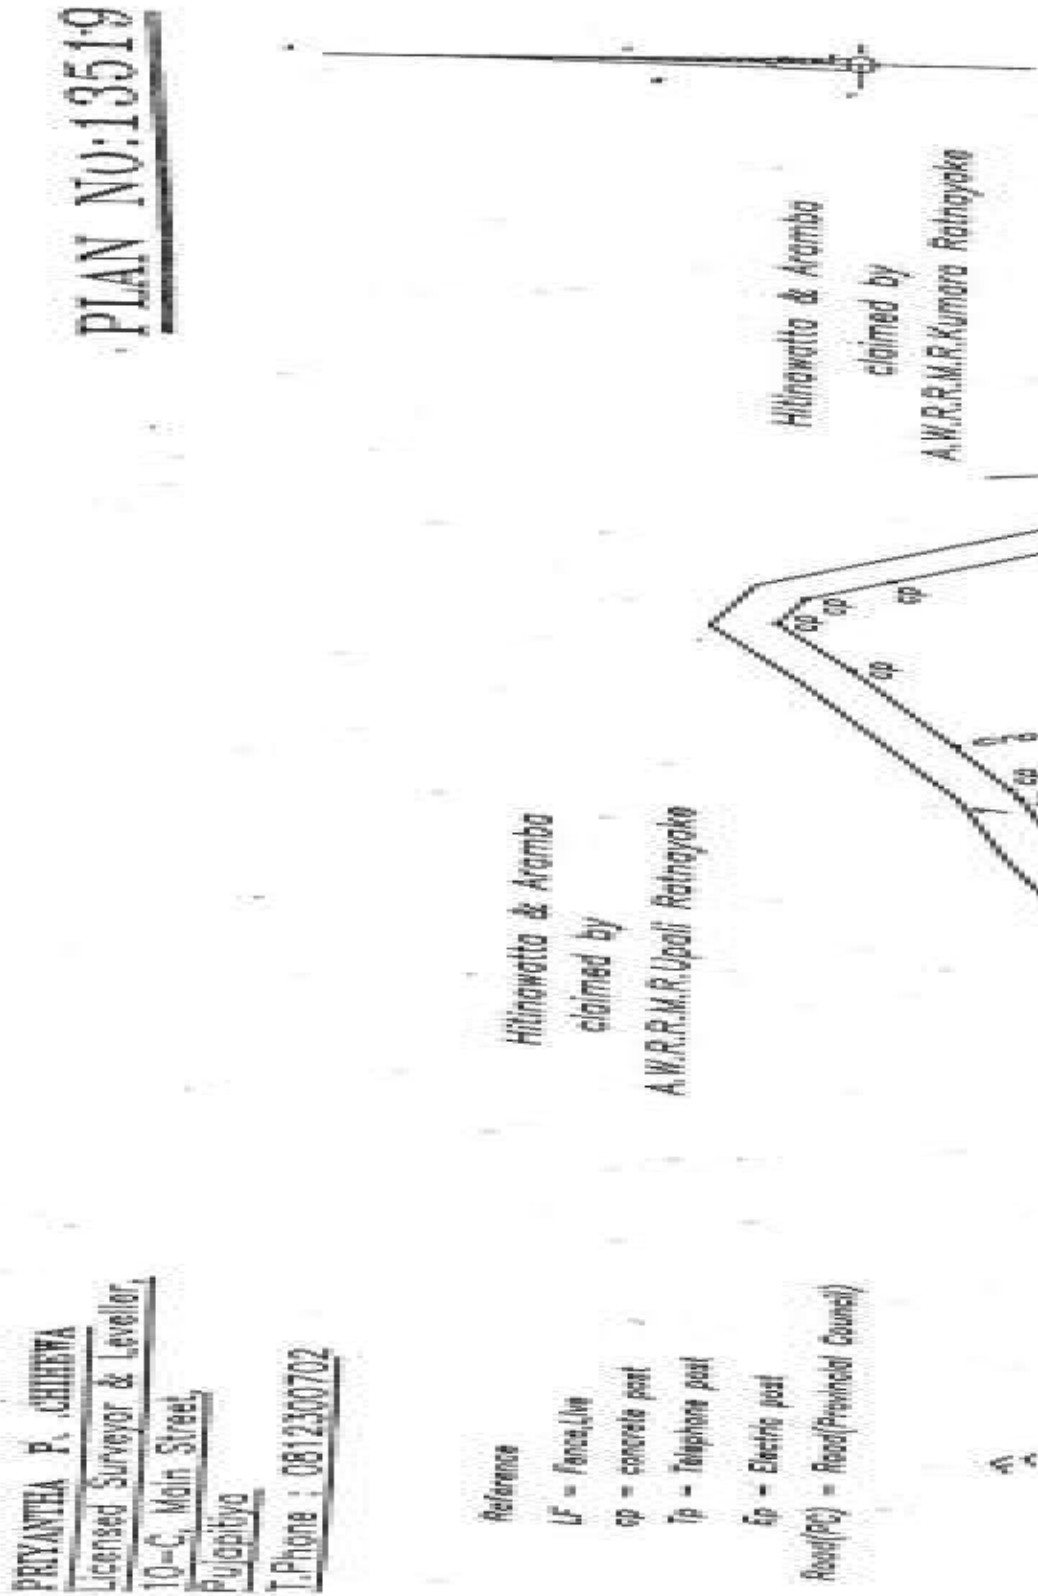 PRIYANTHA P. CHIHEWA
Licensed Surveyor & Levellor,
10-C, Main Street,
Pujapitiya
T.Phone : 0812300702
PLAN NO:13519
Hitinawatta & Aramba
claimed by
A.W.R.R.M.R.Upali Ratnayake
Hitinawatta & Aramba
claimed by
A.W.R.R.M.R.Kumara Ratnayake
cp
cp
cp
cp
cp
Reference
LF = Fence,Live
cp = concrete post
Tp = Telephone post
Ep = Electric post
Road(PC) = Road(Provincial Council)